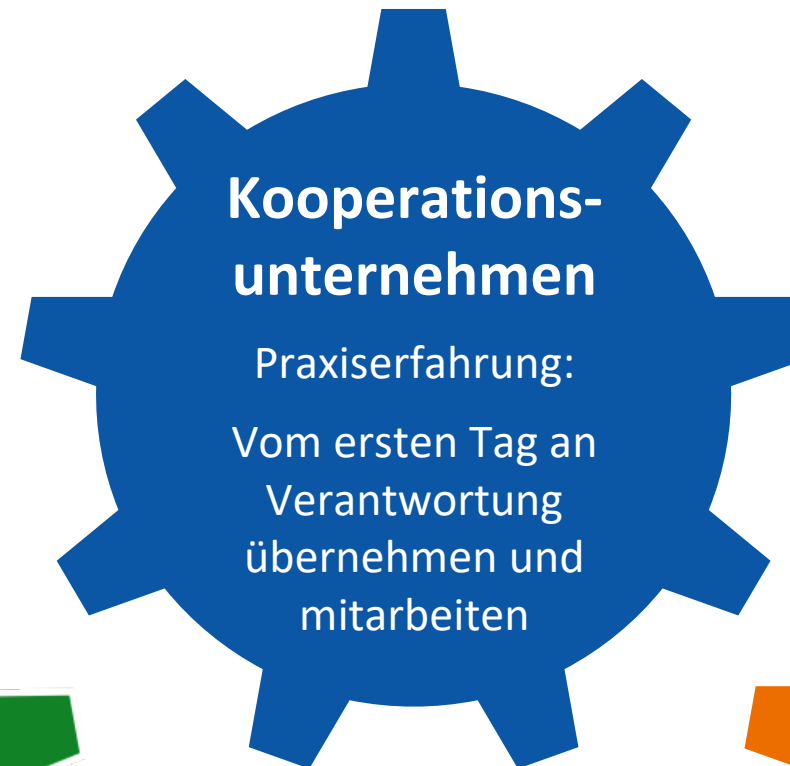 Kooperations-
unternehmen
Praxiserfahrung:
Vom ersten Tag an
Verantwortung
übernehmen und
mitarbeiten